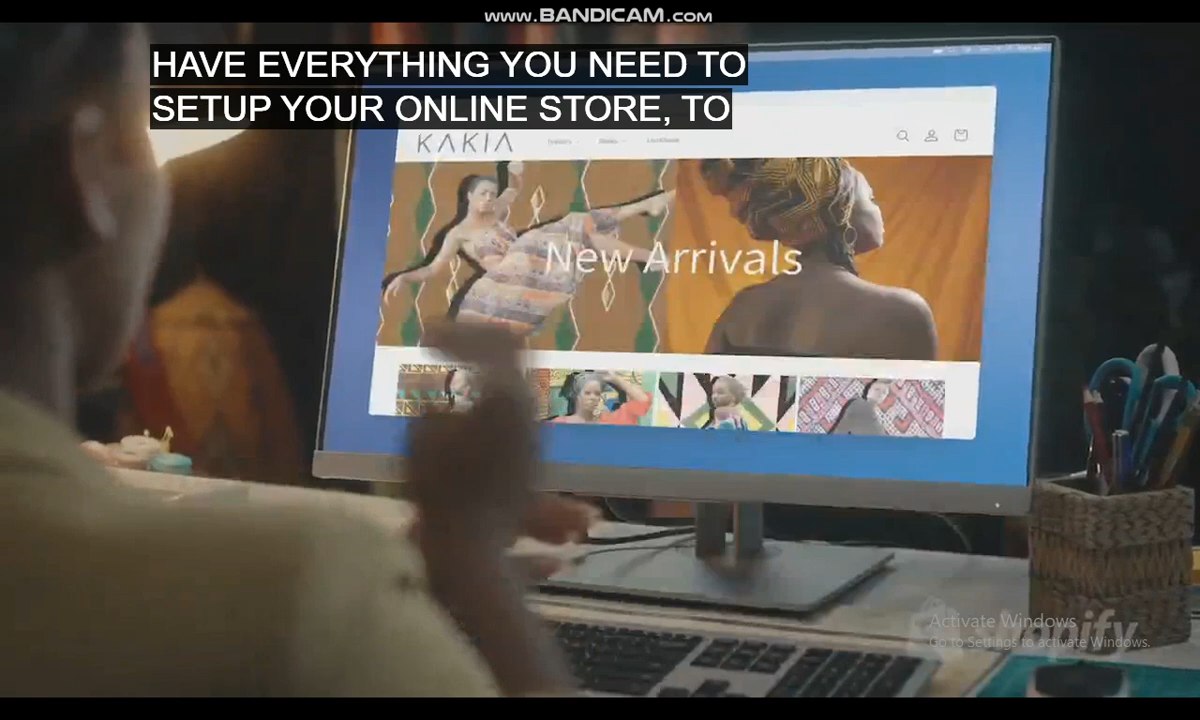 www.BANDICAM.com
HAVE EVERYTHING YOU NEED TO
SETUP YOUR ONLINE STORE, TO
KAKIA
New Arrivals
Activate Windows
Go to Settings to activate Windows.